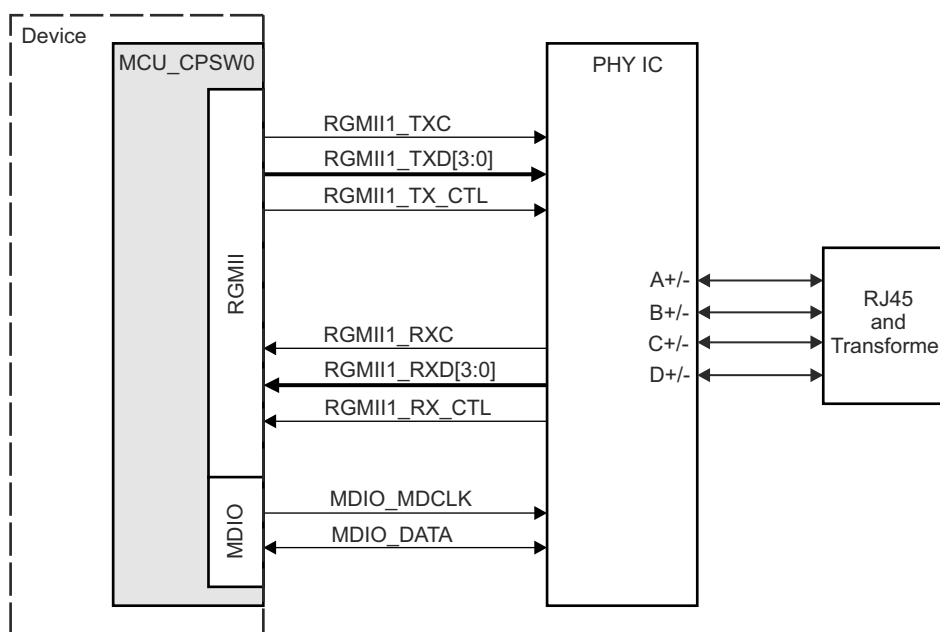 Device
MCU_CPSW0
PHY IC
RGMII1_TXC
RGMII1_TXD[3:0]
RGMII1_TX_CTL
RGMII
RGMII1_RXC
RGMII1_RXD[3:0]
RGMII1_RX_CTL
A+/-
B+/-
C+/-
D+/-
RJ45
and
Transforme
MDIO
MDIO_MDCLK
MDIO_DATA